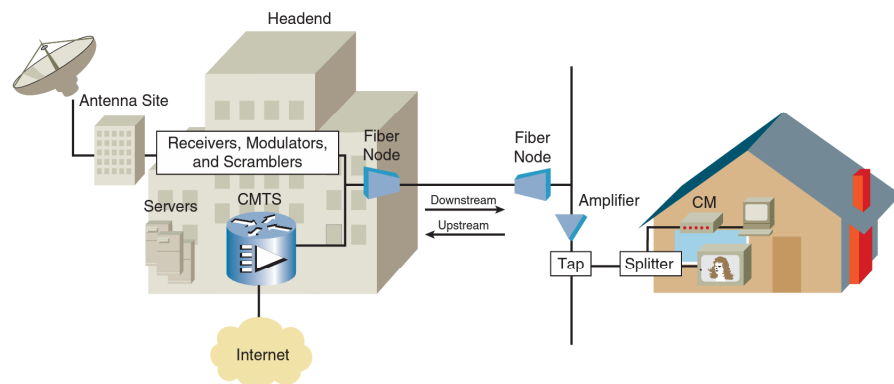 Headend
Antenna Site
Receivers, Modulators,
and Scramblers
Fiber
Node
Fiber
Node
Servers
CMTS
Downstream
Upstream
Amplifier
CM
Tap
Splitter
Internet